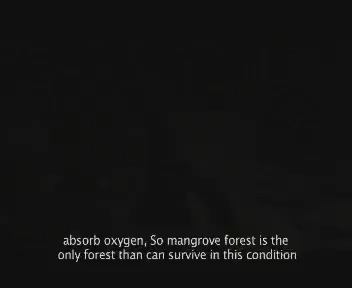 absorb oxygen, So mangrove forest is the
only forest than can survive in this condition